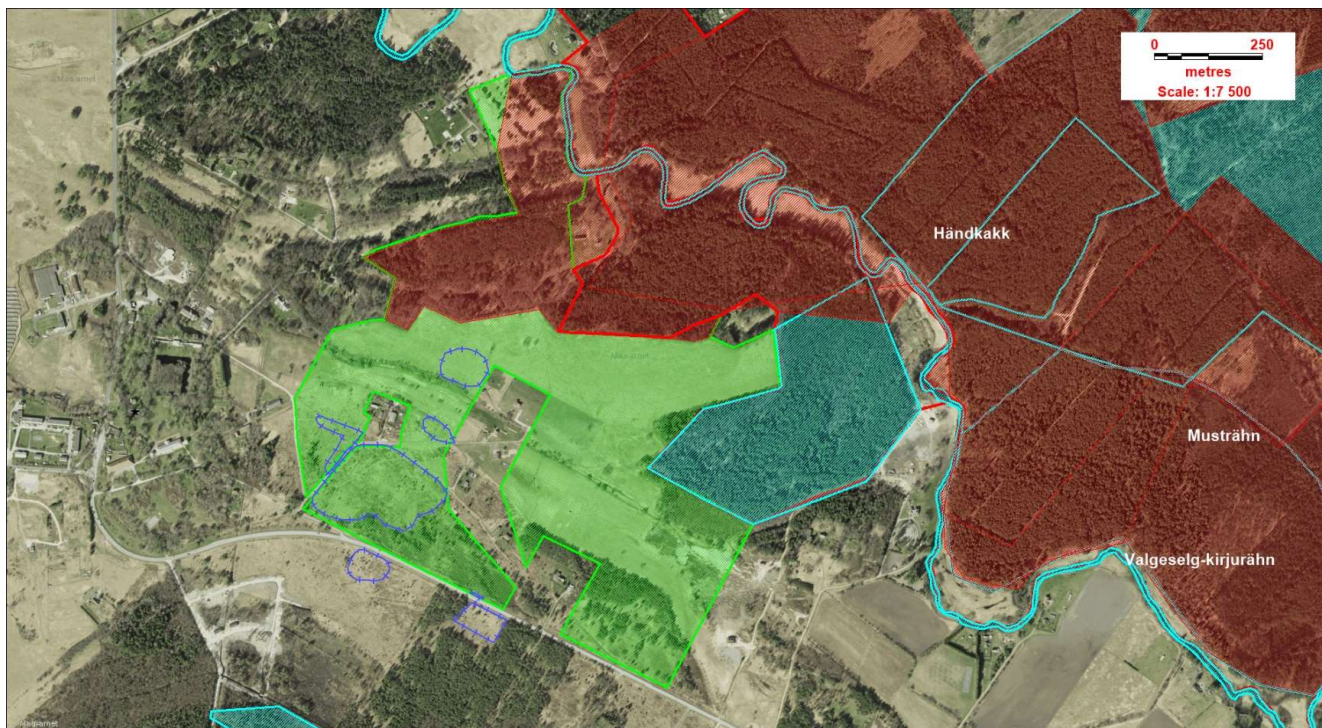 0 250
metres
Scale: 1:7 500
Händkakk
Musträhn
Valgeselg-kirjurähn